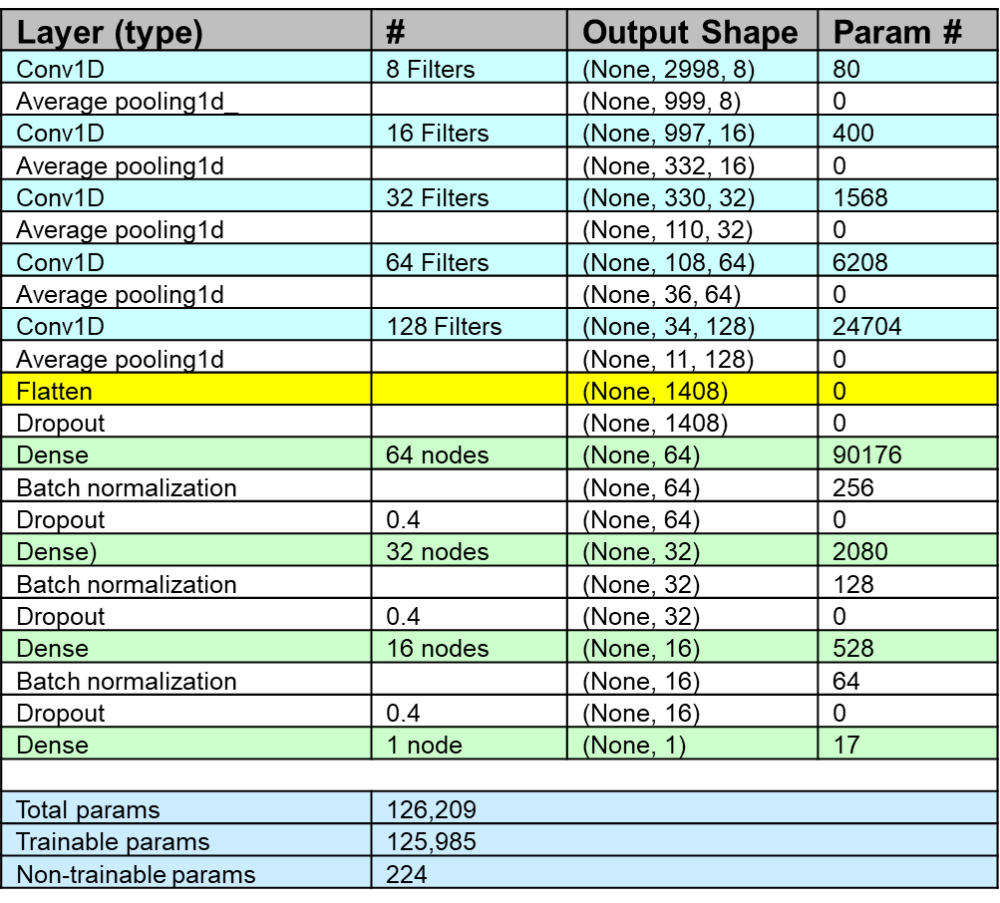 Layer (type) # Output Shape Param #
Conv1D 8 Filters (None, 2998, 8) 80
Average pooling1d_ (None, 999, 8) 0
Conv1D 16 Filters (None, 997, 16) 400
Average pooling1d (None, 332, 16) 0
Conv1D 32 Filters (None, 330, 32) 1568
Average pooling1d (None, 110, 32) 0
Conv1D 64 Filters (None, 108, 64) 6208
Average pooling1d (None, 36, 64) 0
Conv1D 128 Filters (None, 34, 128) 24704
Average pooling1d (None, 11, 128) 0
Flatten (None, 1408) 0
Dropout (None, 1408) 0
Dense 64 nodes (None, 64) 90176
Batch normalization (None, 64) 256
Dropout 0.4 (None, 64) 0
Dense) 32 nodes (None, 32) 2080
Batch normalization (None, 32) 128
Dropout 0.4 (None, 32) 0
Dense 16 nodes (None, 16) 528
Batch normalization (None, 16) 64
Dropout 0.4 (None, 16) 0
Dense 1 node (None, 1) 17
Total params 126,209
Trainable params 125,985
Non-trainable params 224